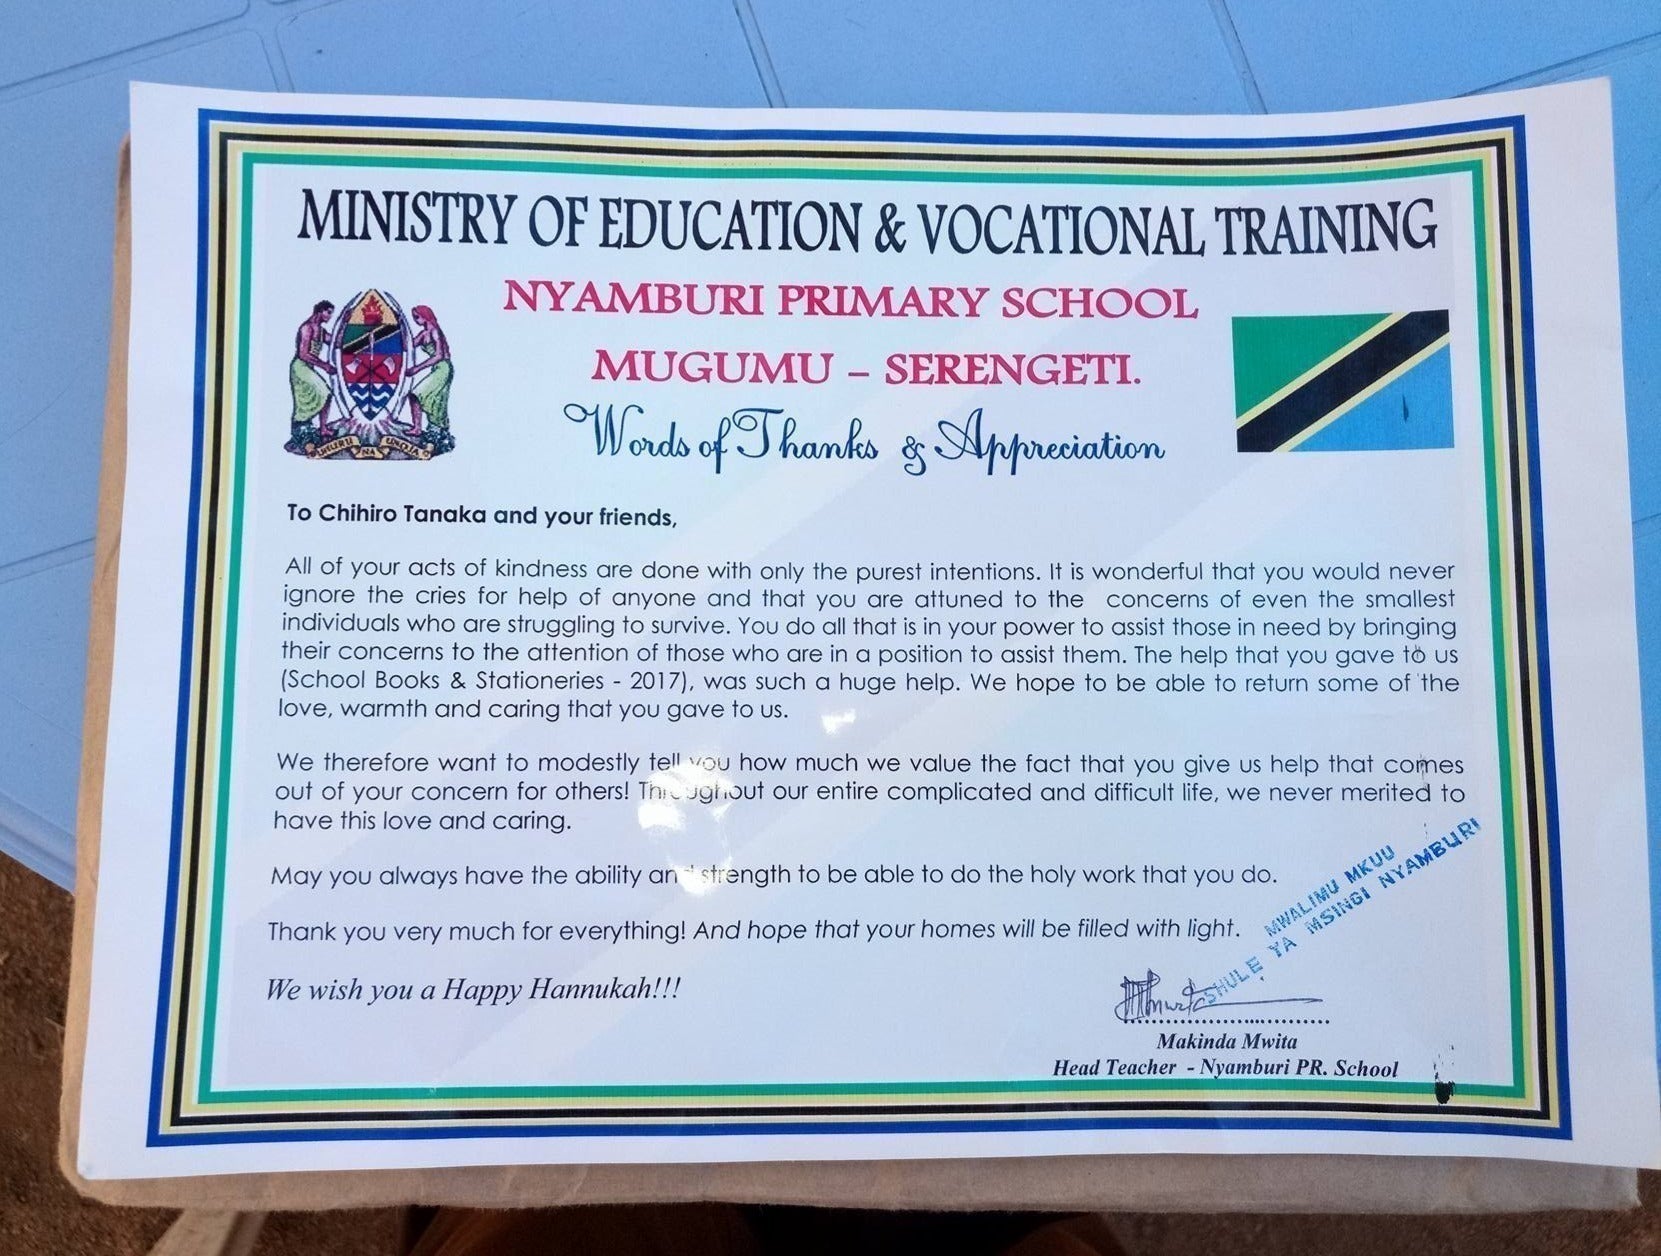 MINISTRY OF EDUCATION & VOCATIONAL TRAINING
NYAMBURI PRIMARY SCHOOL
MUGUMU – SERENGETI.
UHURU NA UMOJA
Words of Thanks & Appreciation
To Chihiro Tanaka and your friends,
All of your acts of kindness are done with only the purest intentions. It is wonderful that you would never
ignore the cries for help of anyone and that you are attuned to the concerns of even the smallest
individuals who are struggling to survive. You do all that is in your power to assist those in need by bringing
their concerns to the attention of those who are in a position to assist them. The help that you gave to us
(School Books & Stationeries - 2017), was such a huge help. We hope to be able to return some of the
love, warmth and caring that you gave to us.
We therefore want to modestly tell you how much we value the fact that you give us help that comes
out of your concern for others! Throughout our entire complicated and difficult life, we never merited to
have this love and caring.
May you always have the ability and strength to be able to do the holy work that you do.
Thank you very much for everything! And hope that your homes will be filled with light.
We wish you a Happy Hannukah!!!
MWALIMU MKUU
SHULE YA MSINGI NYAMBURI
Makinda Mwita
Head Teacher - Nyamburi PR. School